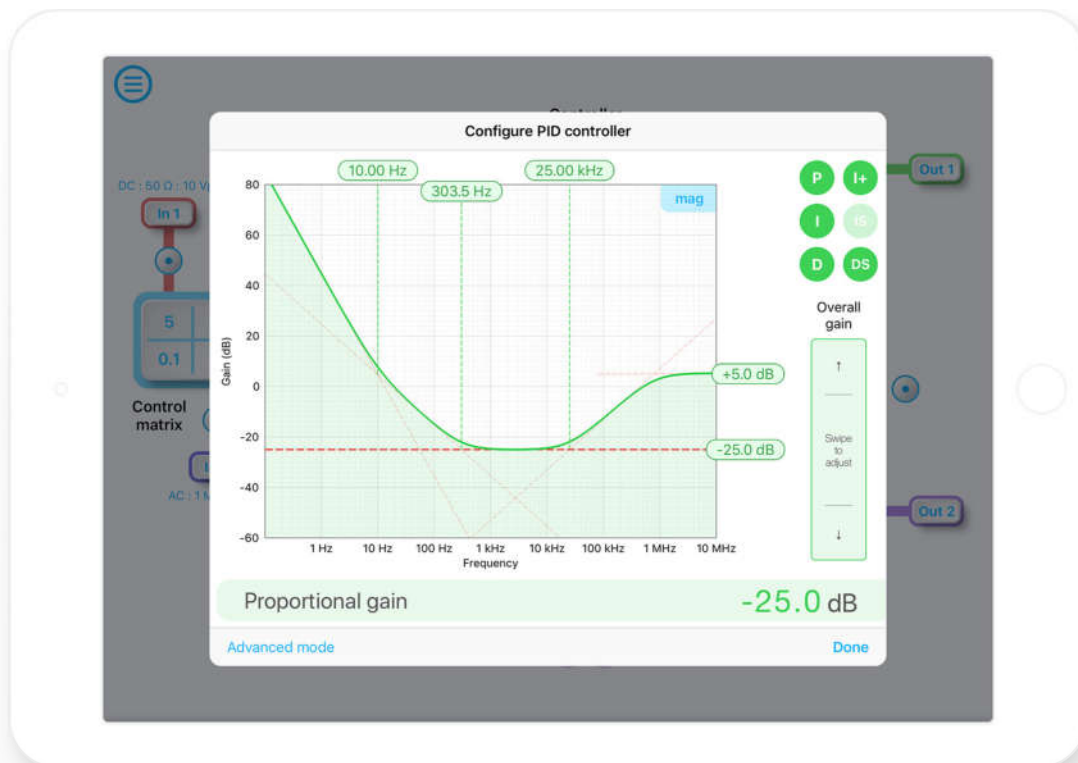 Configure PID controller
DC : 50 Ω : 10 V
In 1
5
0.1
Control
matrix
AC : 1 M
Out 1
Out 2
10.00 Hz
303.5 Hz
25.00 kHz
mag
80
60
40
20
0
-20
-40
-60
Gain (dB)
1 Hz
10 Hz
100 Hz
1 kHz
10 kHz
100 kHz
1 MHz
10 MHz
Frequency
+5.0 dB
-25.0 dB
P
I+
I
IS
D
DS
Overall
gain
↑
Swipe
to
adjust
↓
Proportional gain
-25.0 dB
Advanced mode
Done